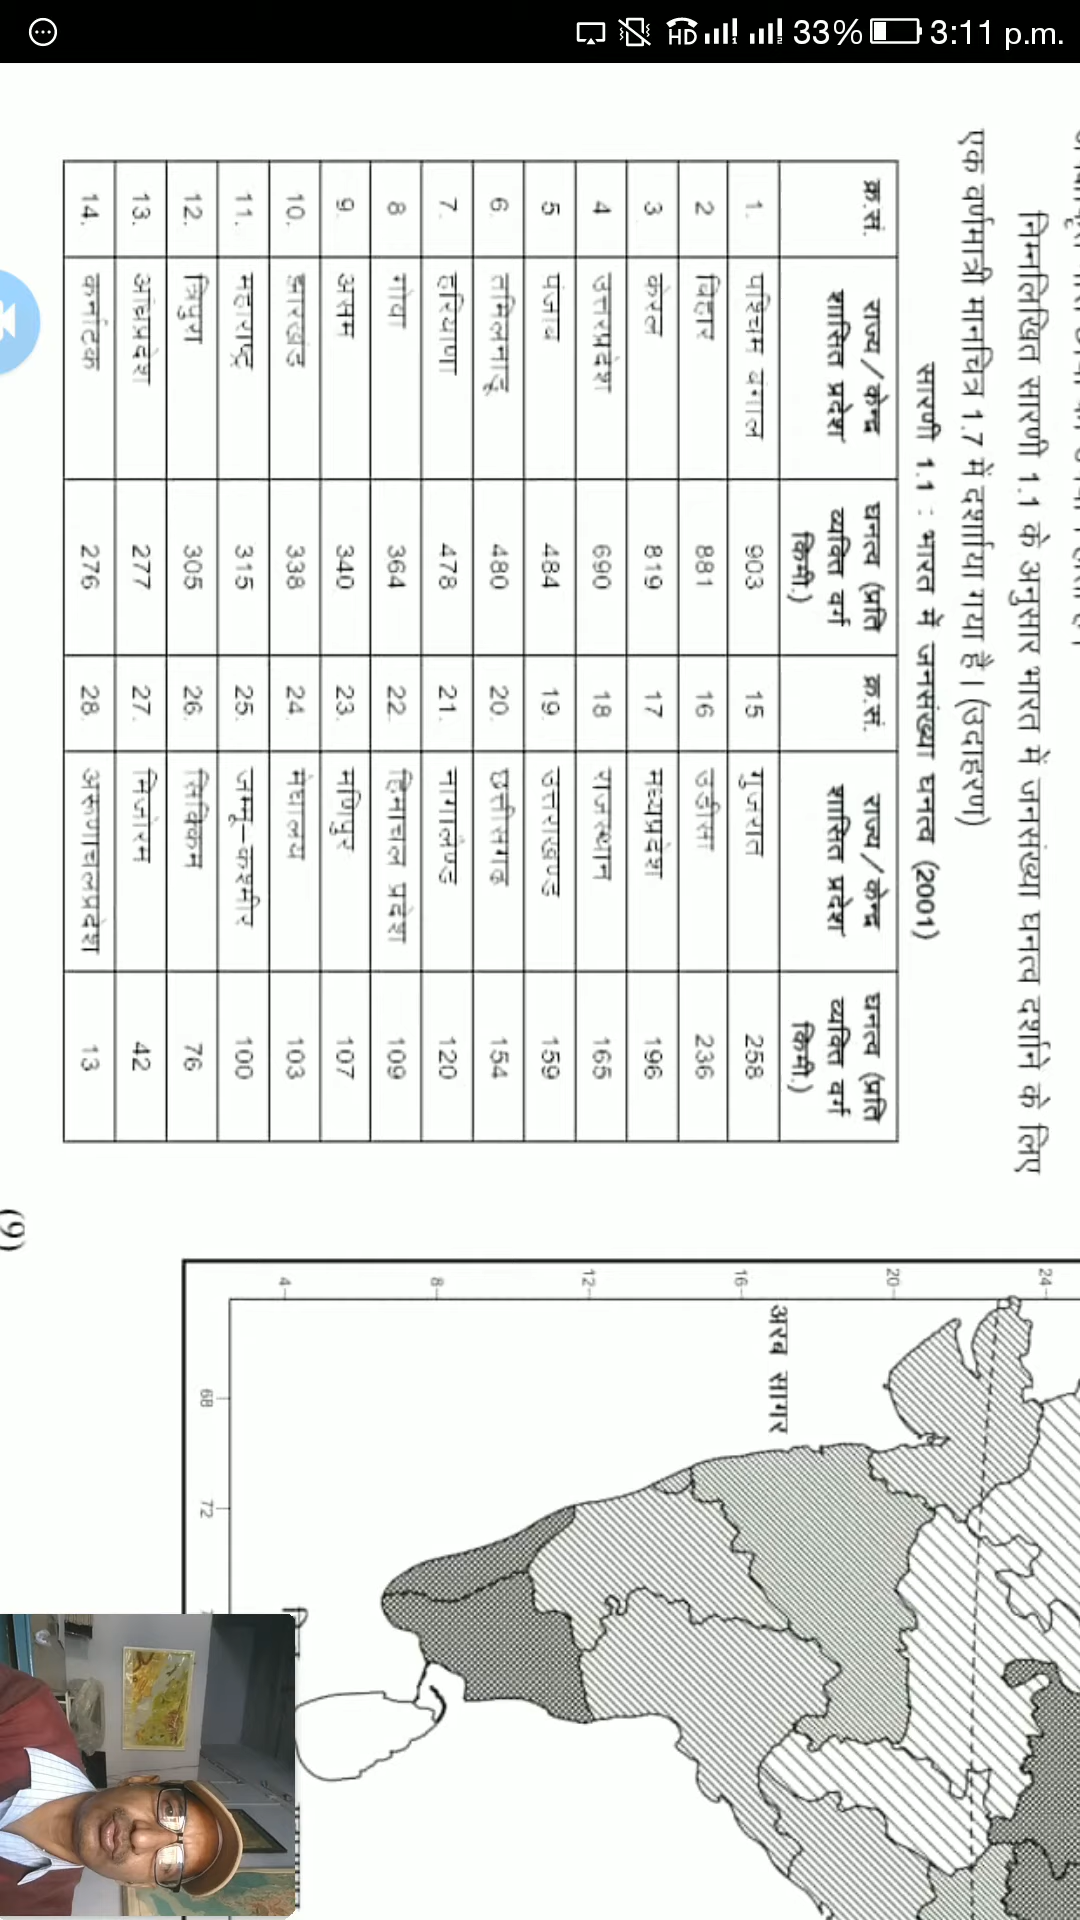 33% 3:11 p.m.
निम्नलिखित सारणी 1.1 के अनुसार भारत में जनसंख्या घनत्व दर्शाने के लिए
एक वर्णमात्री मानचित्र 1.7 में दर्शाया गया है। (उदाहरण)
सारणी 1.1 : भारत में जनसंख्या घनत्व (2001)
क्र.सं. राज्य/केन्द्र शासित प्रदेश घनत्व (प्रति व्यक्ति वर्ग किमी.) क्र.सं. राज्य/केन्द्र शासित प्रदेश घनत्व (प्रति व्यक्ति वर्ग किमी.)
1. पश्चिम बंगाल 903 15 गुजरात 258
2 बिहार 881 16 उड़ीसा 236
3 केरल 819 17 मध्यप्रदेश 196
4 उत्तरप्रदेश 690 18 राजस्थान 165
5 पंजाब 484 19. उत्तराखण्ड 159
6. तमिलनाडू 480 20. छत्तीसगढ 154
7. हरियाणा 478 21. नागालैण्ड 120
8 गोवा 364 22. हिमाचल प्रदेश 109
9. असम 340 23. मणिपुर 107
10. झारखंड 338 24. मेघालय 103
11. महाराष्ट्र 315 25. जम्मू-कश्मीर 100
12. त्रिपुरा 305 26. सिक्किम 76
13. आंध्रप्रदेश 277 27. मिजोरम 42
14. कर्नाटक 276 28. अरूणाचलप्रदेश 13
(9)
24
20
16
12
8
4
68
72
अरब सागर